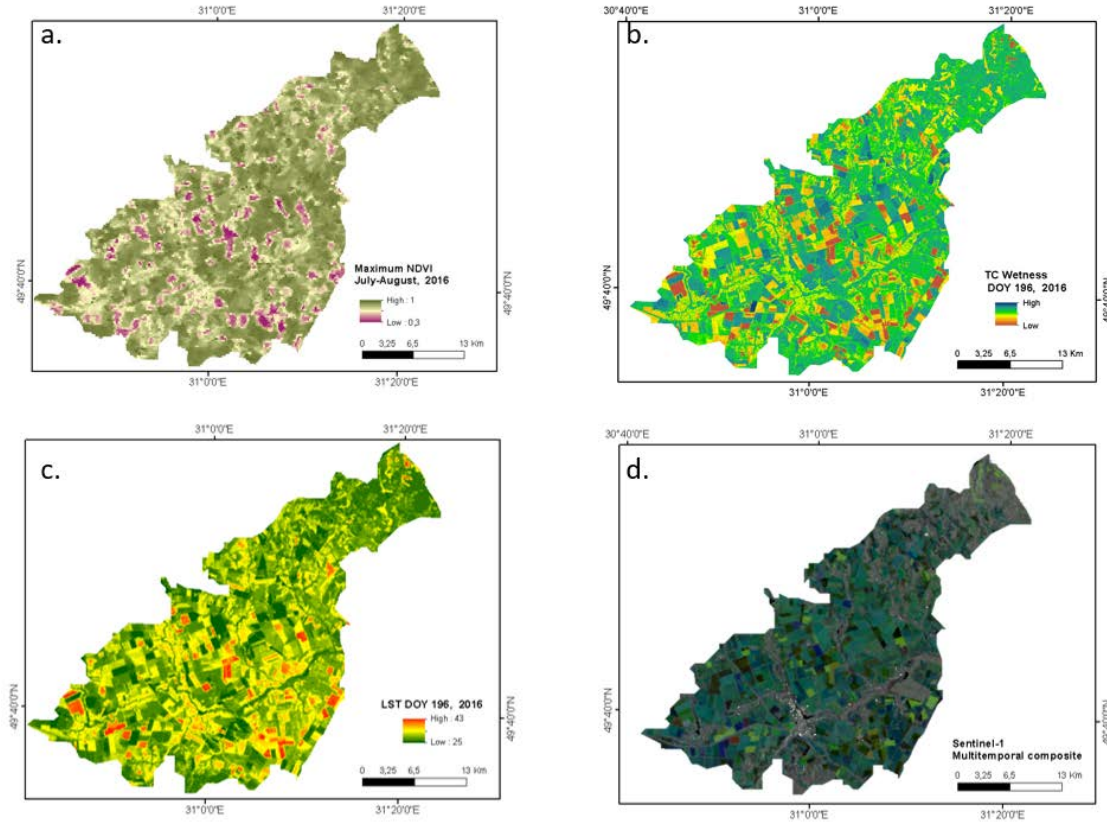 a.
31°0'0"E 31°20'0"E
49°40'0"N
49°40'0"N
Maximum NDVI
July-August, 2016
High : 1
Low : 0,3
0 3,25 6,5 13 Km
31°0'0"E 31°20'0"E
b.
30°40'0"E 31°0'0"E 31°20'0"E
49°40'0"N
TC Wetness
DOY 196, 2016
High
Low
0 3,25 6,5 13 Km
31°0'0"E 31°20'0"E
c.
31°0'0"E 31°20'0"E
49°40'0"N
49°40'0"N
LST DOY 196, 2016
High : 43
Low : 25
0 3,25 6,5 13 Km
31°0'0"E 31°20'0"E
d.
30°40'0"E 31°0'0"E 31°20'0"E
49°40'0"N
Sentinel-1
Multitemporal composite
0 3,25 6,5 13 Km
31°0'0"E 31°20'0"E